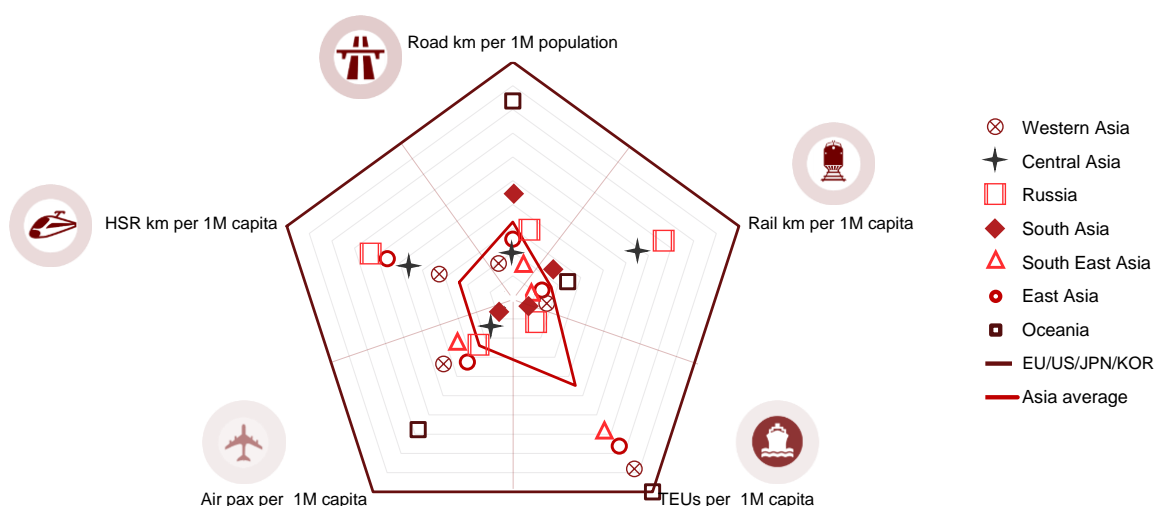 Road km per 1M population
HSR km per 1M capita
Rail km per 1M capita
Air pax per 1M capita
TEUs per 1M capita
Western Asia
Central Asia
Russia
South Asia
South East Asia
East Asia
Oceania
EU/US/JPN/KOR
Asia average